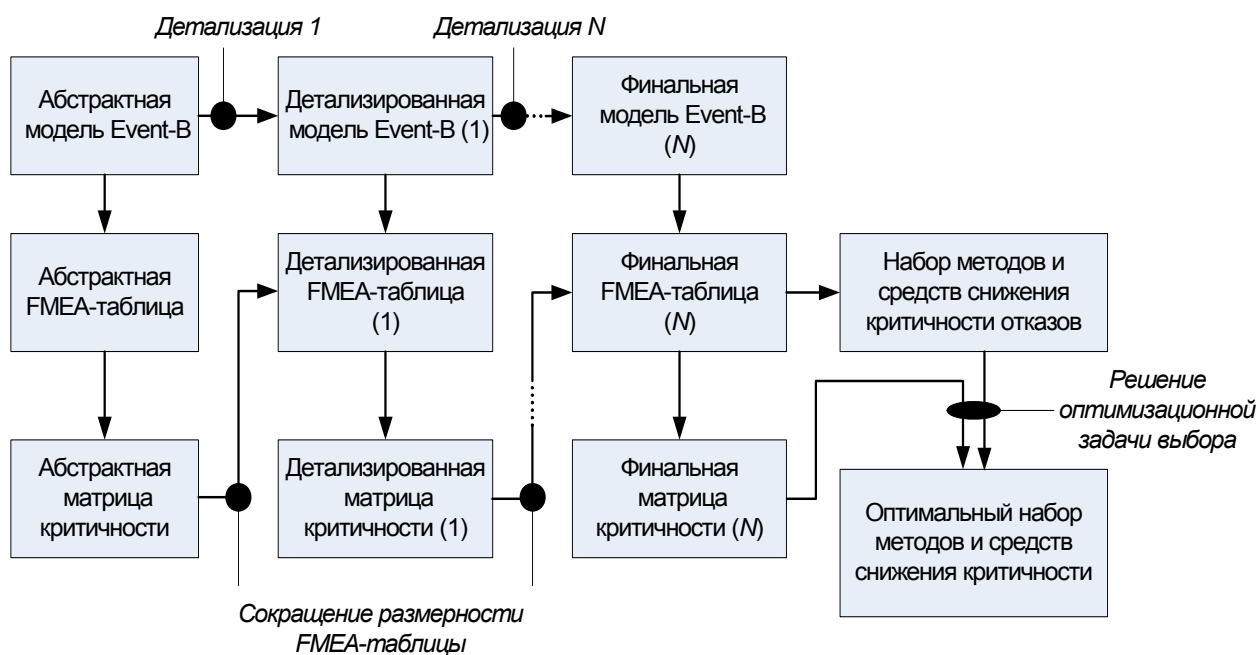 Детализация 1
Детализация N
Абстрактная
модель Event-B
Детализированная
модель Event-B (1)
Финальная
модель Event-B
(N)
Абстрактная
FMEA-таблица
Детализированная
FMEA-таблица
(1)
Финальная
FMEA-таблица
(N)
Набор методов и
средств снижения
критичности отказов
Решение
оптимизационной
задачи выбора
Абстрактная
матрица
критичности
Детализированная
матрица
критичности (1)
Финальная
матрица
критичности (N)
Оптимальный набор
методов и средств
снижения критичности
Сокращение размерности
FMEA-таблицы